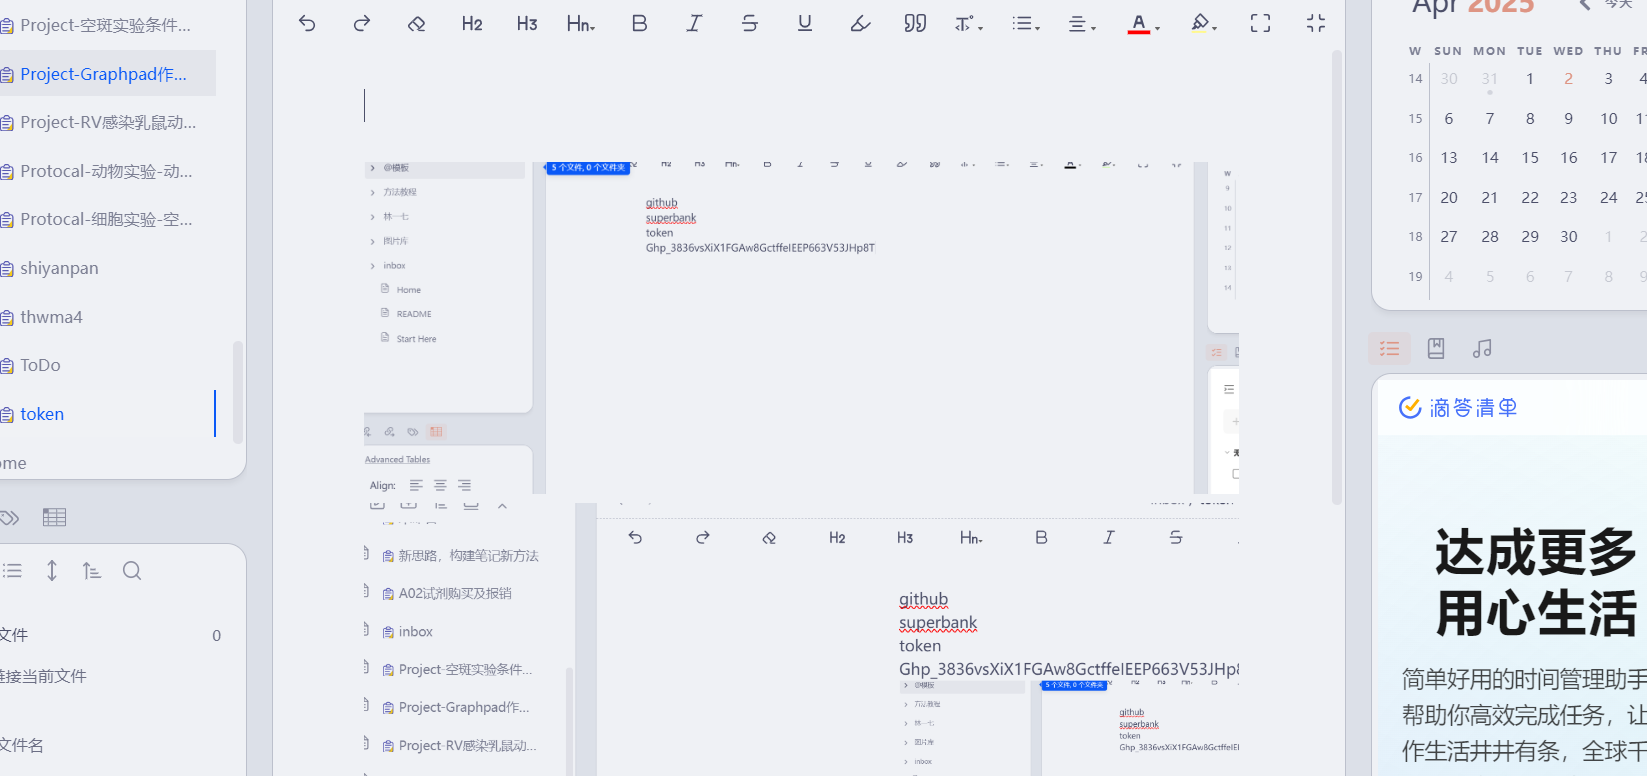 Project-空斑实验条件...
Project-Graphpad作...
Project-RV感染乳鼠动...
Protocal-动物实验-动...
Protocal-细胞实验-空...
shiyanpan
thwma4
ToDo
token
ome
文件 0
链接当前文件
文件名
H2 H3 Hn B I S U A
@模板
5 个文件, 0 个文件夹
方法教程
林一七
图片库
inbox
Home
README
Start Here
github
superbank
token
Ghp_3836vsXiX1FGAw8GctffeIEEP663V53JHp8T
W
9
10
11
12
13
14
Advanced Tables
Align:
H2 H3 Hn B I S
新思路，构建笔记新方法
A02试剂购买及报销
inbox
Project-空斑实验条件...
Project-Graphpad作...
Project-RV感染乳鼠动...
github
superbank
token
Ghp_3836vsXiX1FGAw8GctffeIEEP663V53JHp8
@模板
5 个文件, 0 个文件夹
方法教程
林一七
图片库
inbox
github
superbank
token
Ghp_3836vsXiX1FGAw8GctffeIEI
Apr 2025 今天
W SUN MON TUE WED THU FR
14 30 31 1 2 3 4
15 6 7 8 9 10 11
16 13 14 15 16 17 18
17 20 21 22 23 24 25
18 27 28 29 30 1 2
19 4 5 6 7 8 9
滴答清单
达成更多
用心生活
简单好用的时间管理助手
帮助你高效完成任务，让
作生活井井有条，全球千